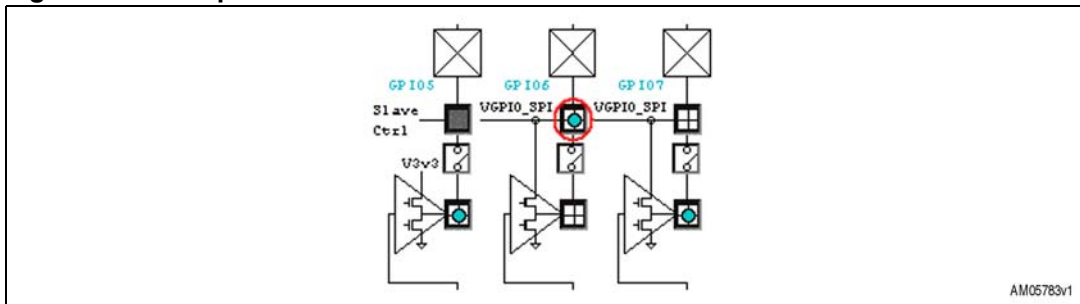 GPIO5
GPIO6
GPIO7
Slave
Ctrl
VGPIO_SPI
VGPIO_SPI
V3v3
AM05783v1